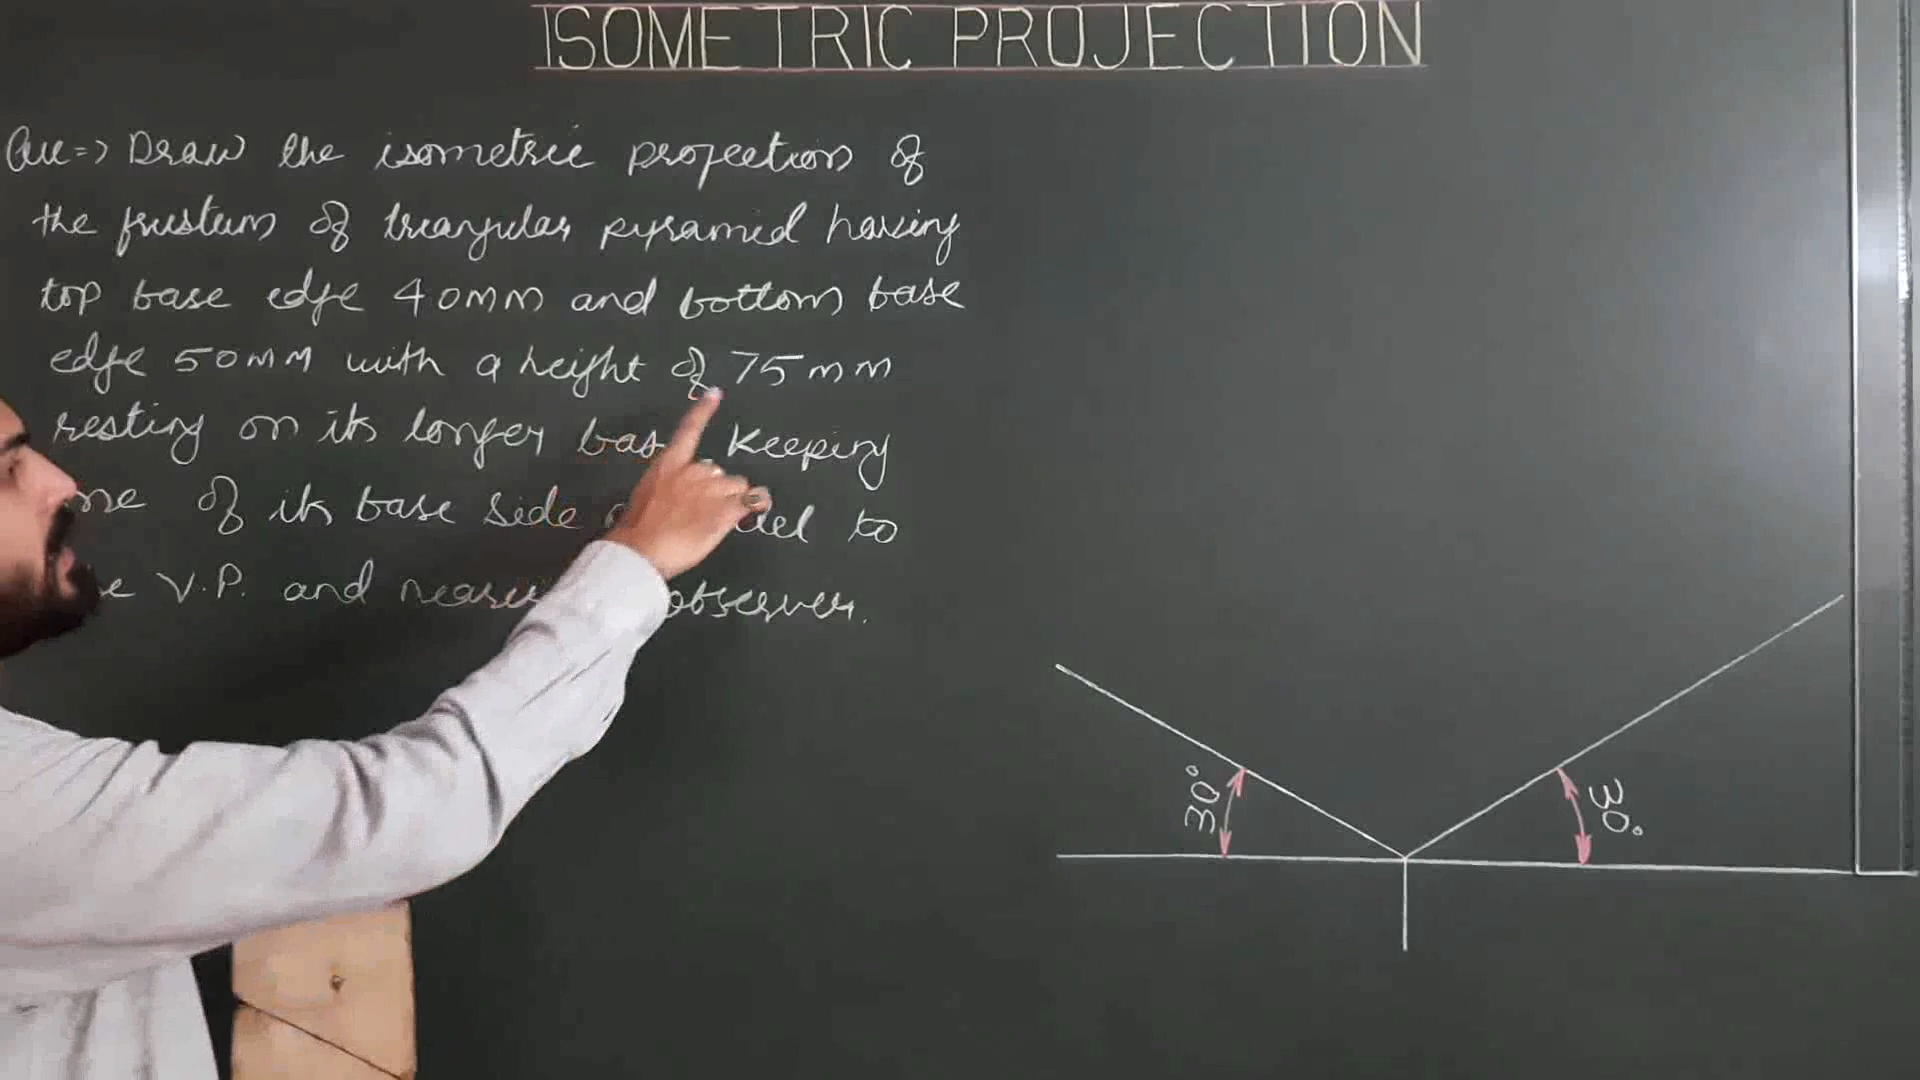 ISOMETRIC PROJECTION
Que=> Draw the isometric projection of
the frustum of triangular pyramid having
top base edge 40mm and bottom base
edge 50mm with a height of 75mm
resting on its longer base keeping
of its base side to
V.P. and observer.
30°
30°